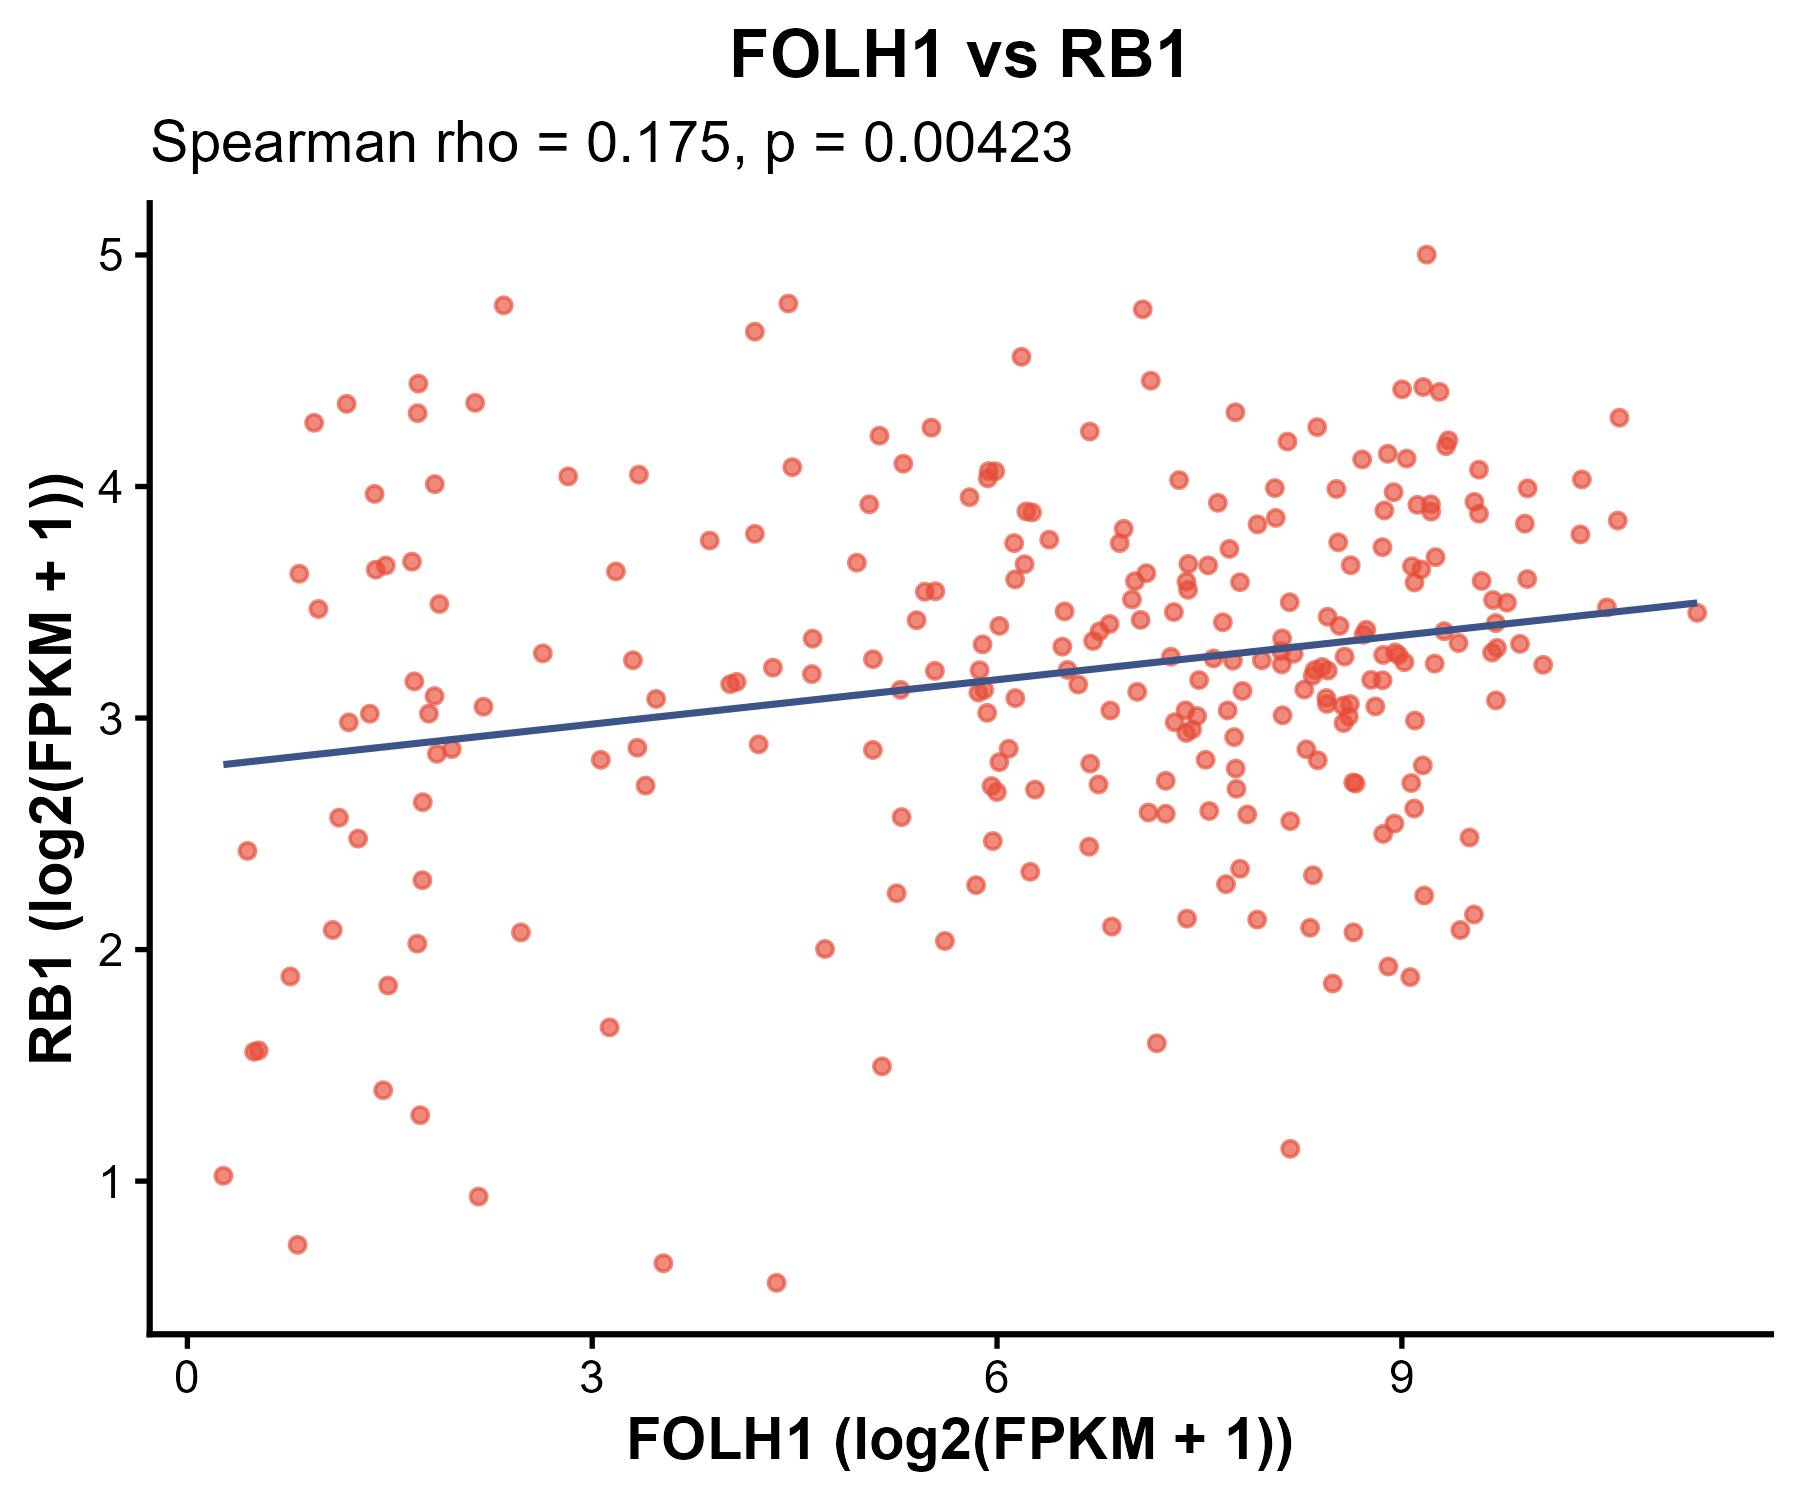 FOLH1 vs RB1
Spearman rho = 0.175, p = 0.00423
RB1 (log2(FPKM + 1))
5
4
3
2
1
0 3 6 9
FOLH1 (log2(FPKM + 1))